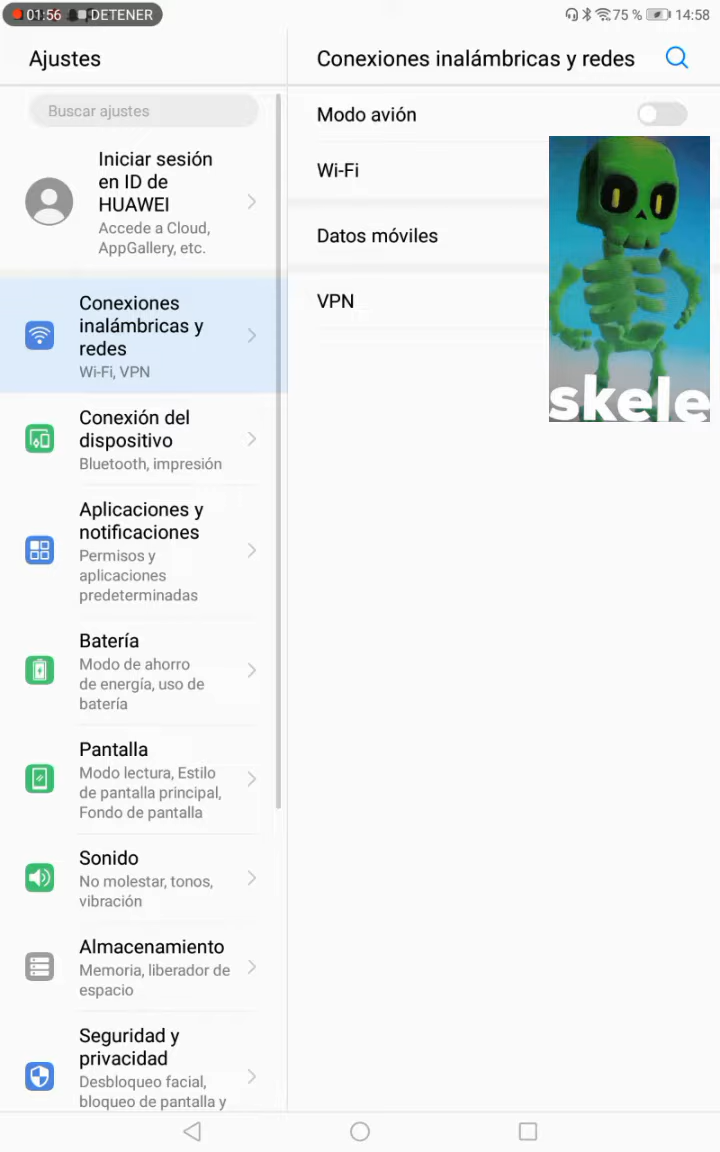 01:56 DETENER
75 % 14:58
Ajustes
Conexiones inalámbricas y redes
Buscar ajustes
Iniciar sesión
en ID de
HUAWEI
Accede a Cloud,
AppGallery, etc.
Conexiones
inalámbricas y
redes
Wi-Fi, VPN
Conexión del
dispositivo
Bluetooth, impresión
Aplicaciones y
notificaciones
Permisos y
aplicaciones
predeterminadas
Batería
Modo de ahorro
de energía, uso de
batería
Pantalla
Modo lectura, Estilo
de pantalla principal,
Fondo de pantalla
Sonido
No molestar, tonos,
vibración
Almacenamiento
Memoria, liberador de
espacio
Seguridad y
privacidad
Desbloqueo facial,
bloqueo de pantalla y
Modo avión
Wi-Fi
Datos móviles
VPN
skele